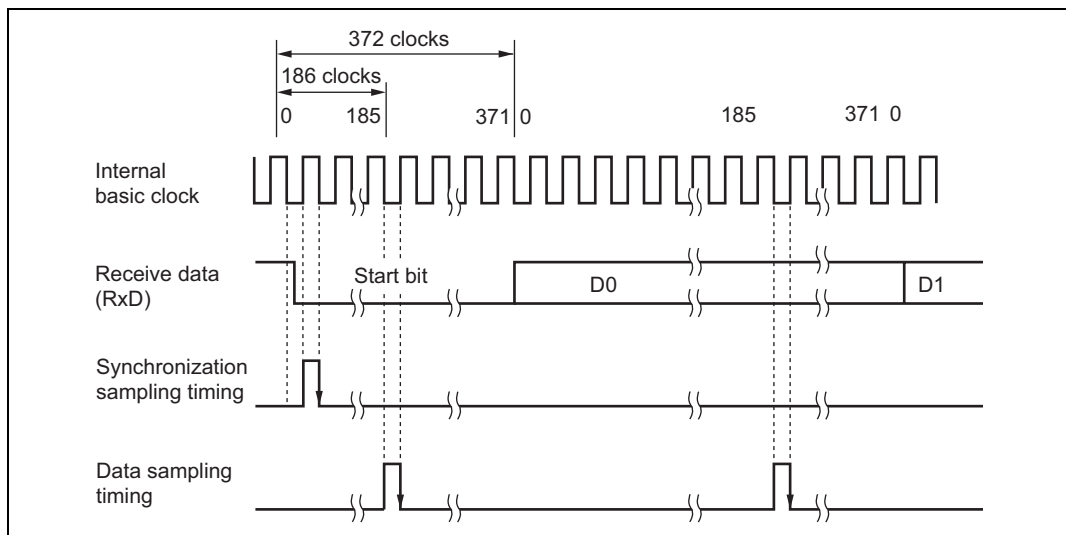 372 clocks
186 clocks
0 185 371 0 185 371 0
Internal
basic clock
Receive data
(RxD)
Start bit
D0
D1
Synchronization
sampling timing
Data sampling
timing